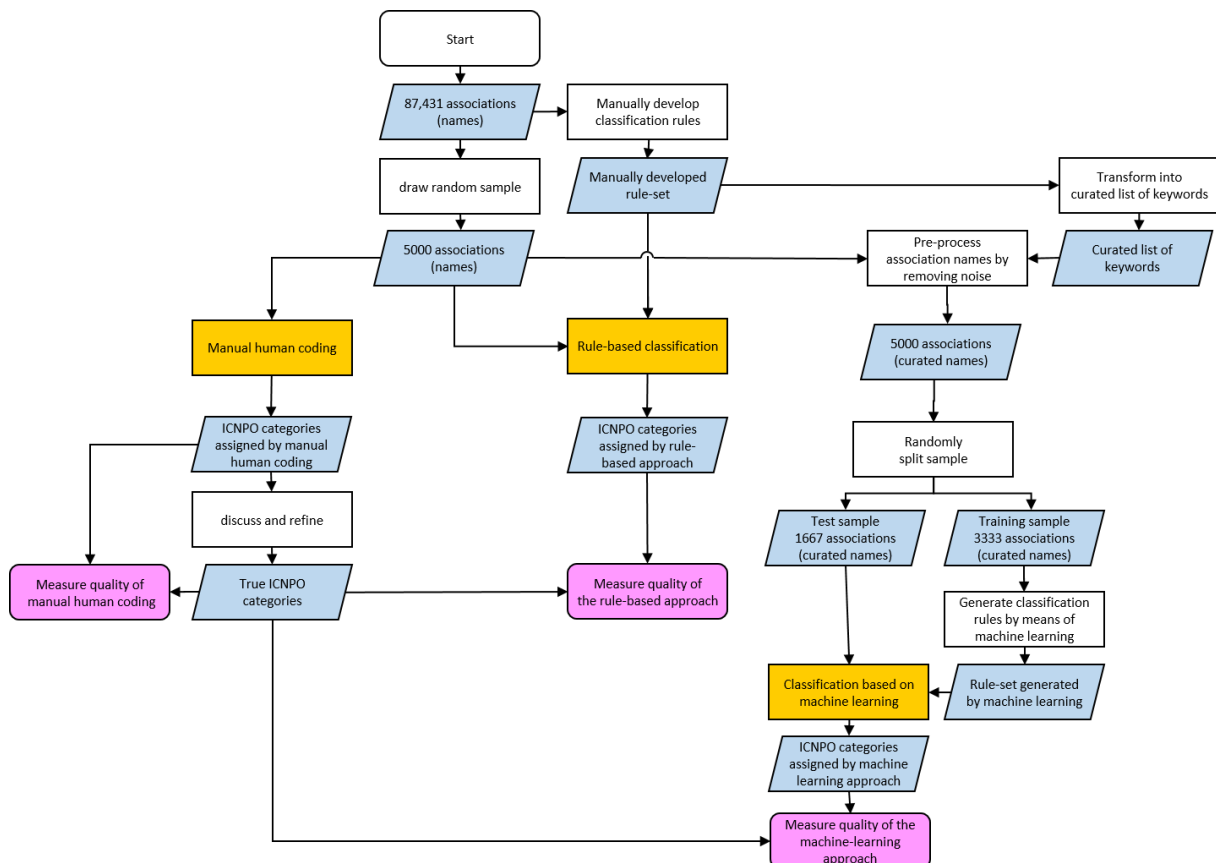 Start
87,431 associations
(names)
Manually develop
classification rules
draw random sample
Manually developed
rule-set
Transform into
curated list of keywords
5000 associations
(names)
Pre-process
association names by
removing noise
Curated list of
keywords
Manual human coding
Rule-based classification
5000 associations
(curated names)
ICNPO categories
assigned by manual
human coding
ICNPO categories
assigned by rule-
based approach
Randomly
split sample
discuss and refine
Test sample
1667 associations
(curated names)
Training sample
3333 associations
(curated names)
Measure quality of
manual human coding
True ICNPO
categories
Measure quality of
the rule-based approach
Generate classification
rules by means of
machine learning
Classification based on
machine learning
Rule-set generated
by machine learning
ICNPO categories
assigned by machine
learning approach
Measure quality of the
machine-learning
approach